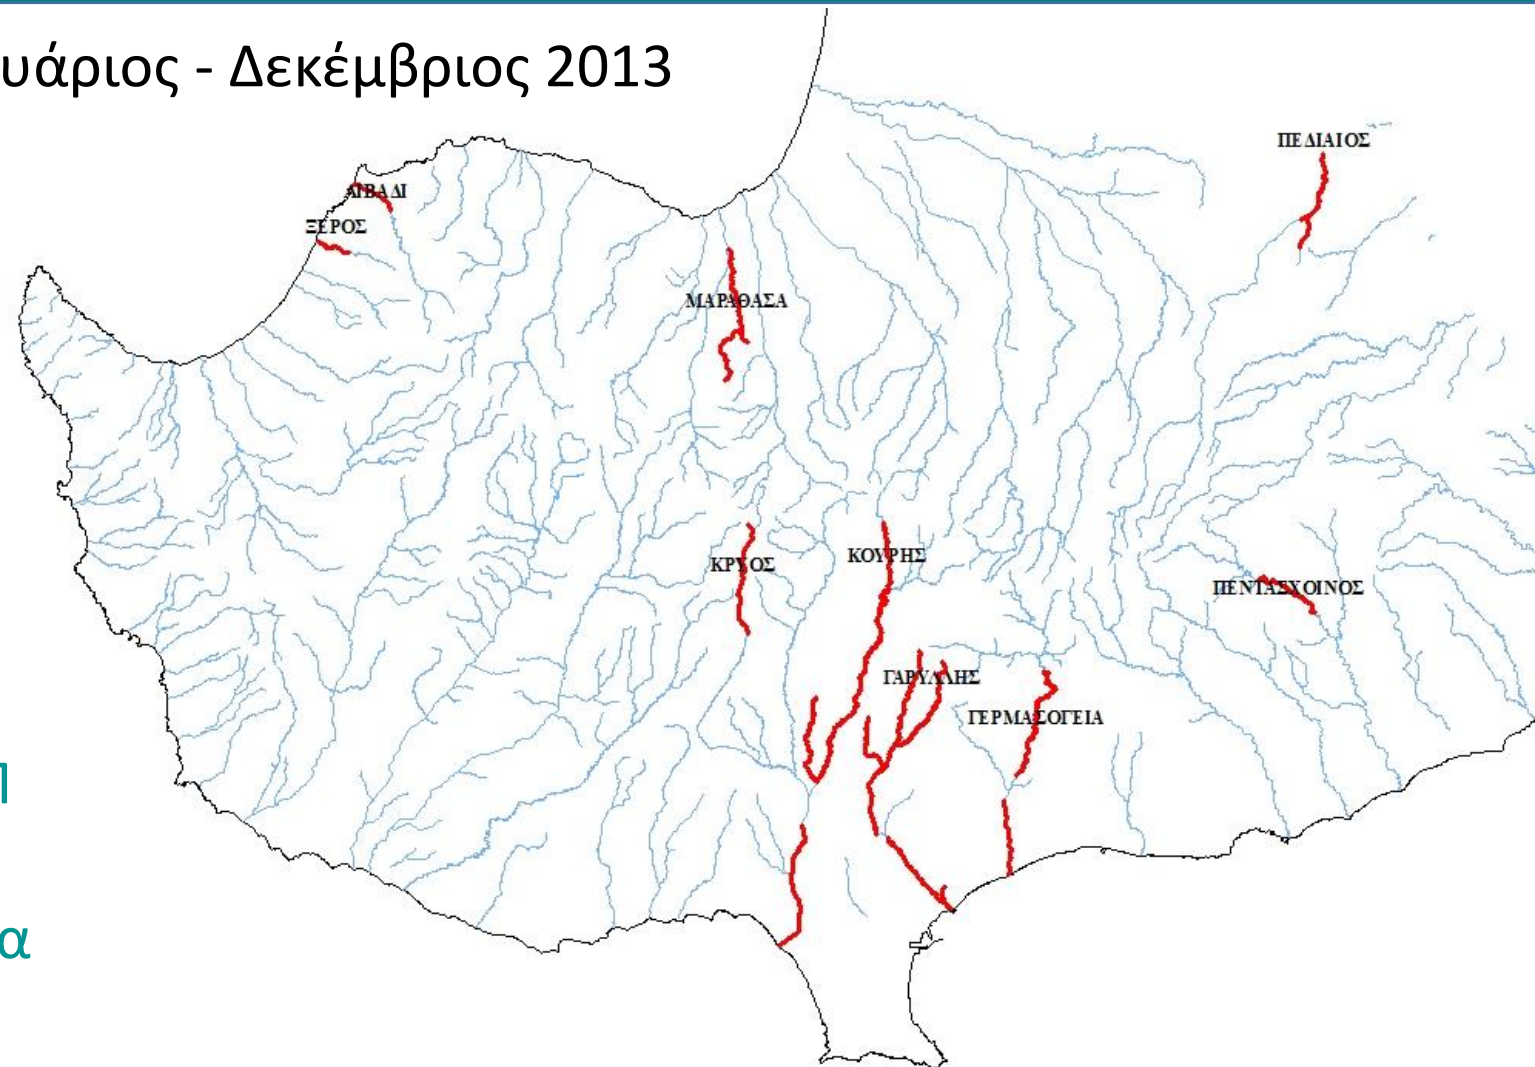 υάριος - Δεκέμβριος 2013
ΠΕΔΙΑΙΟΣ
ΛΙΒΑΔΙ
ΞΕΡΟΣ
ΜΑΡΑΘΑΣΑ
ΚΡΥΟΣ
ΚΟΥΡΗΣ
ΠΕΝΤΑΣΧΟΙΝΟΣ
ΓΑΡΥΛΛΗΣ
ΓΕΡΜΑΣΟΓΕΙΑ
α